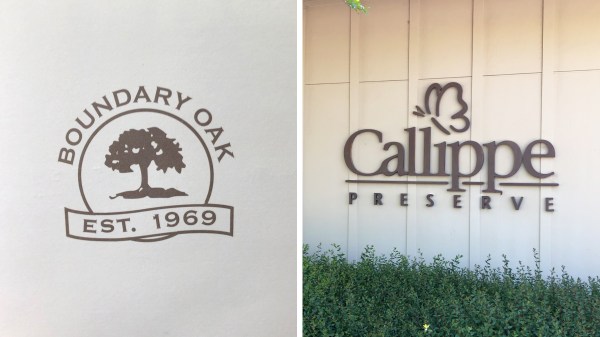 BOUNDARY OAK
EST. 1969
Callippe
PRESERVE